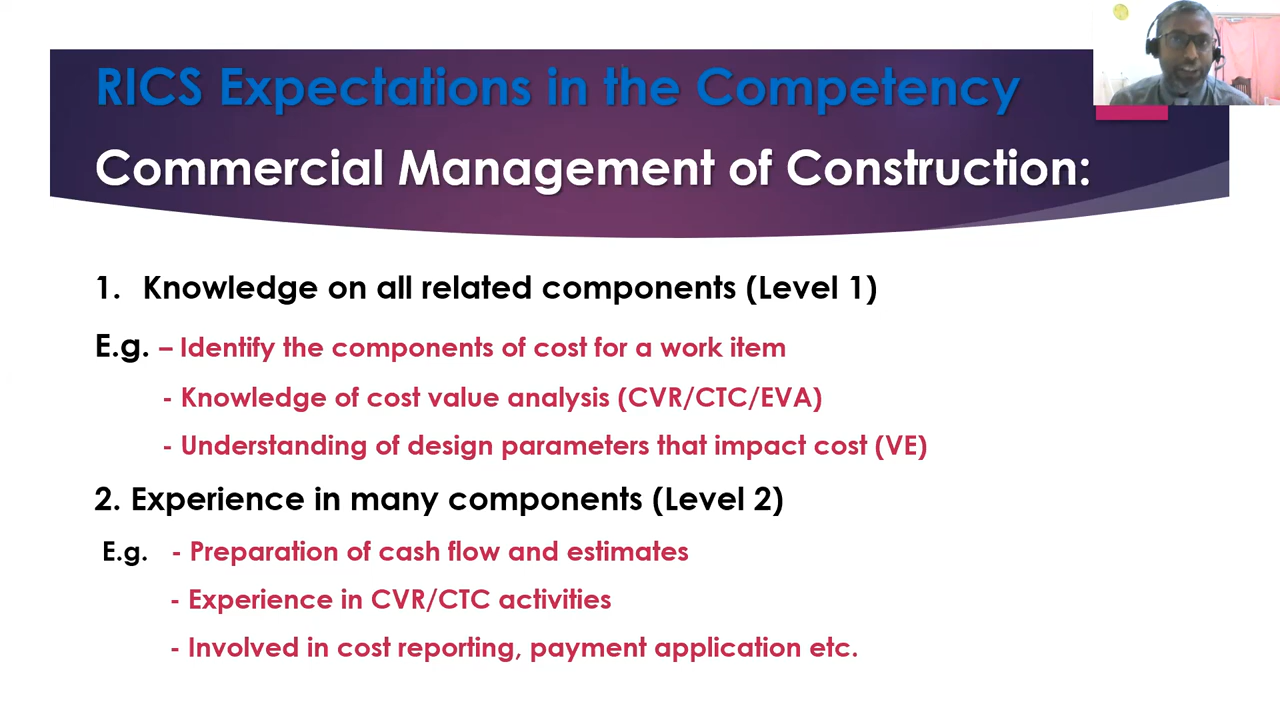 RICS Expectations in the Competency
Commercial Management of Construction:
1. Knowledge on all related components (Level 1)
E.g. – Identify the components of cost for a work item
- Knowledge of cost value analysis (CVR/CTC/EVA)
- Understanding of design parameters that impact cost (VE)
2. Experience in many components (Level 2)
E.g. - Preparation of cash flow and estimates
- Experience in CVR/CTC activities
- Involved in cost reporting, payment application etc.